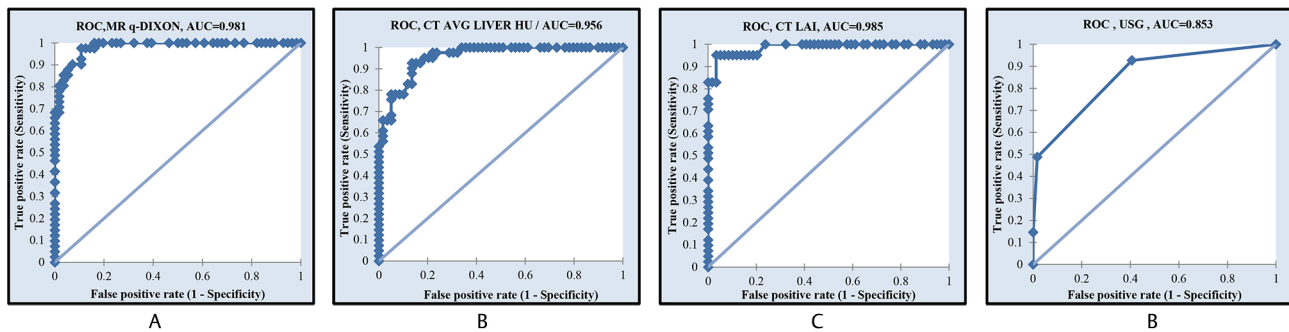 ROC,MR q-DIXON, AUC=0.981
True positive rate (Sensitivity)
1
0.9
0.8
0.7
0.6
0.5
0.4
0.3
0.2
0.1
0
0 0.2 0.4 0.6 0.8 1
False positive rate (1 - Specificity)
A
ROC, CT AVG LIVER HU / AUC=0.956
True positive rate (Sensitivity)
1
0.9
0.8
0.7
0.6
0.5
0.4
0.3
0.2
0.1
0
0 0.2 0.4 0.6 0.8 1
False positive rate (1 - Specificity)
B
ROC, CT LAI, AUC=0.985
True positive rate (Sensitivity)
1
0.9
0.8
0.7
0.6
0.5
0.4
0.3
0.2
0.1
0
0 0.2 0.4 0.6 0.8 1
False positive rate (1 - Specificity)
C
ROC , USG , AUC=0.853
True positive rate (Sensitivity)
1
0.9
0.8
0.7
0.6
0.5
0.4
0.3
0.2
0.1
0
0 0.2 0.4 0.6 0.8 1
False positive rate (1 - Specificity)
B